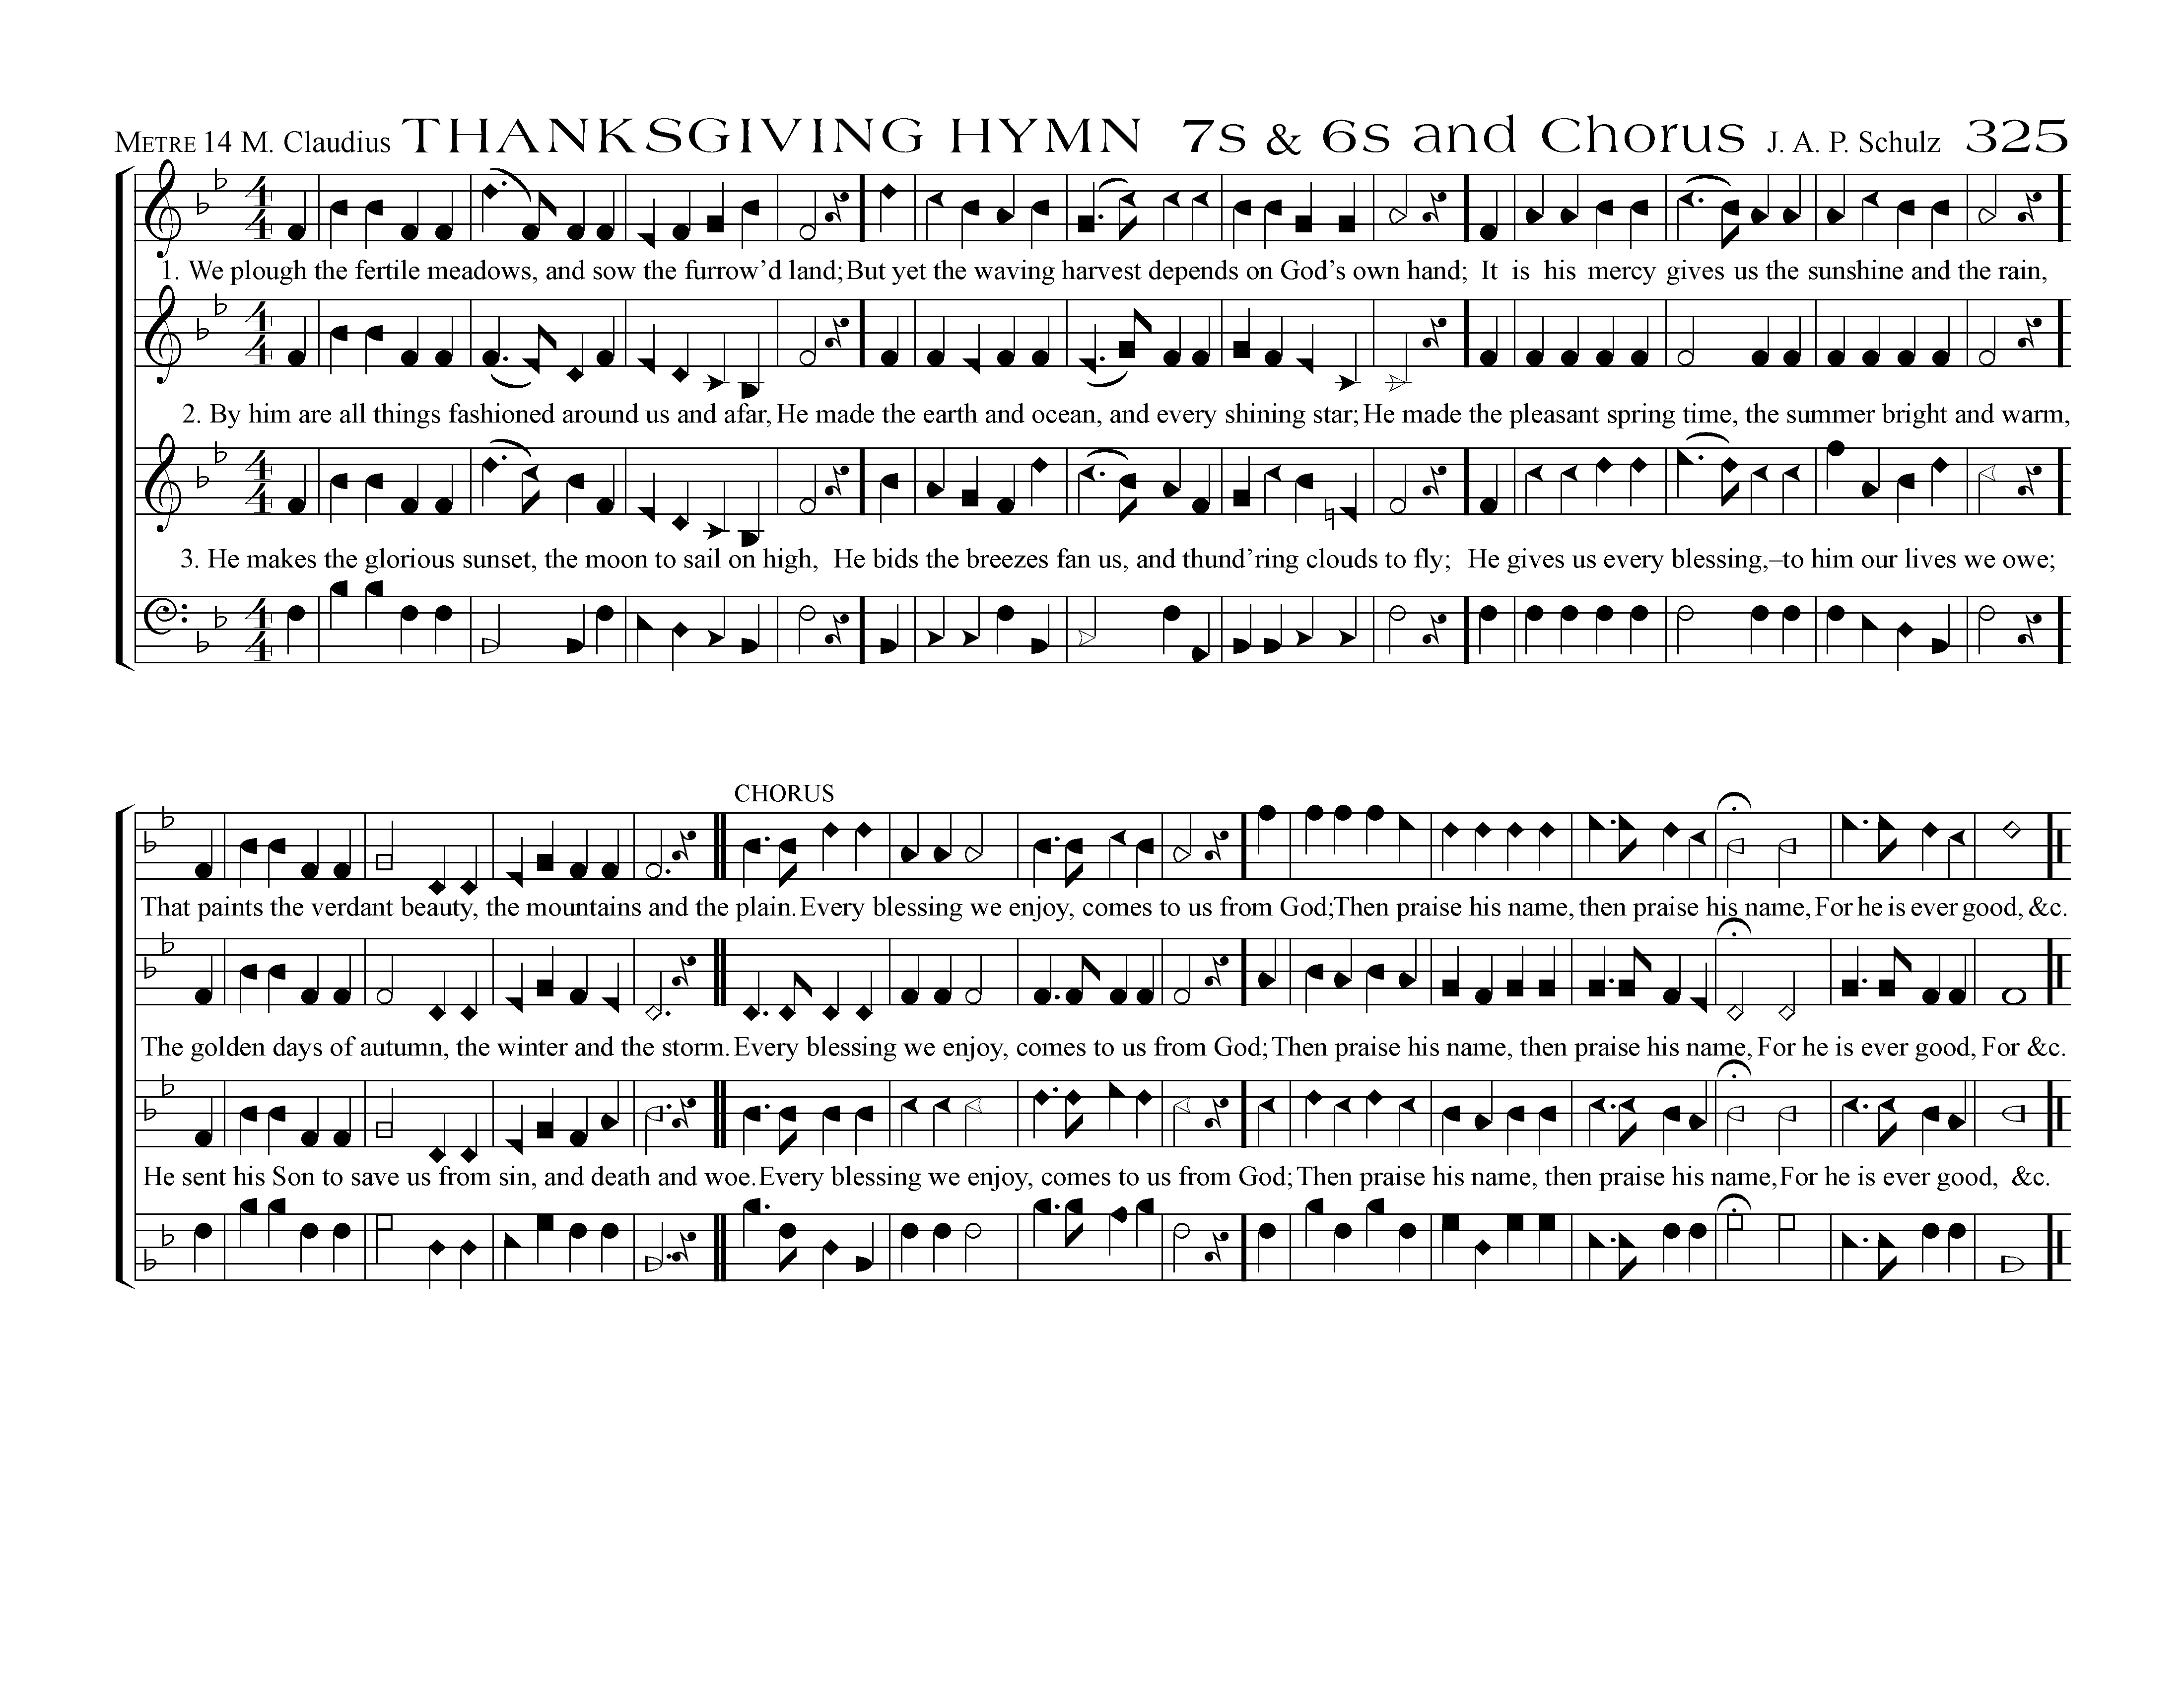 METRE 14 M. Claudius THANKSGIVING HYMN 7s & 6s and Chorus J. A. P. Schulz 325
1. We plough the fertile meadows, and sow the furrow’d land; But yet the waving harvest depends on God’s own hand; It is his mercy gives us the sunshine and the rain,
2. By him are all things fashioned around us and afar, He made the earth and ocean, and every shining star; He made the pleasant spring time, the summer bright and warm,
3. He makes the glorious sunset, the moon to sail on high, He bids the breezes fan us, and thund’ring clouds to fly; He gives us every blessing,–to him our lives we owe;
CHORUS
That paints the verdant beauty, the mountains and the plain. Every blessing we enjoy, comes to us from God; Then praise his name, then praise his name, For he is ever good, &c.
The golden days of autumn, the winter and the storm. Every blessing we enjoy, comes to us from God; Then praise his name, then praise his name, For he is ever good, For &c.
He sent his Son to save us from sin, and death and woe. Every blessing we enjoy, comes to us from God; Then praise his name, then praise his name, For he is ever good, &c.